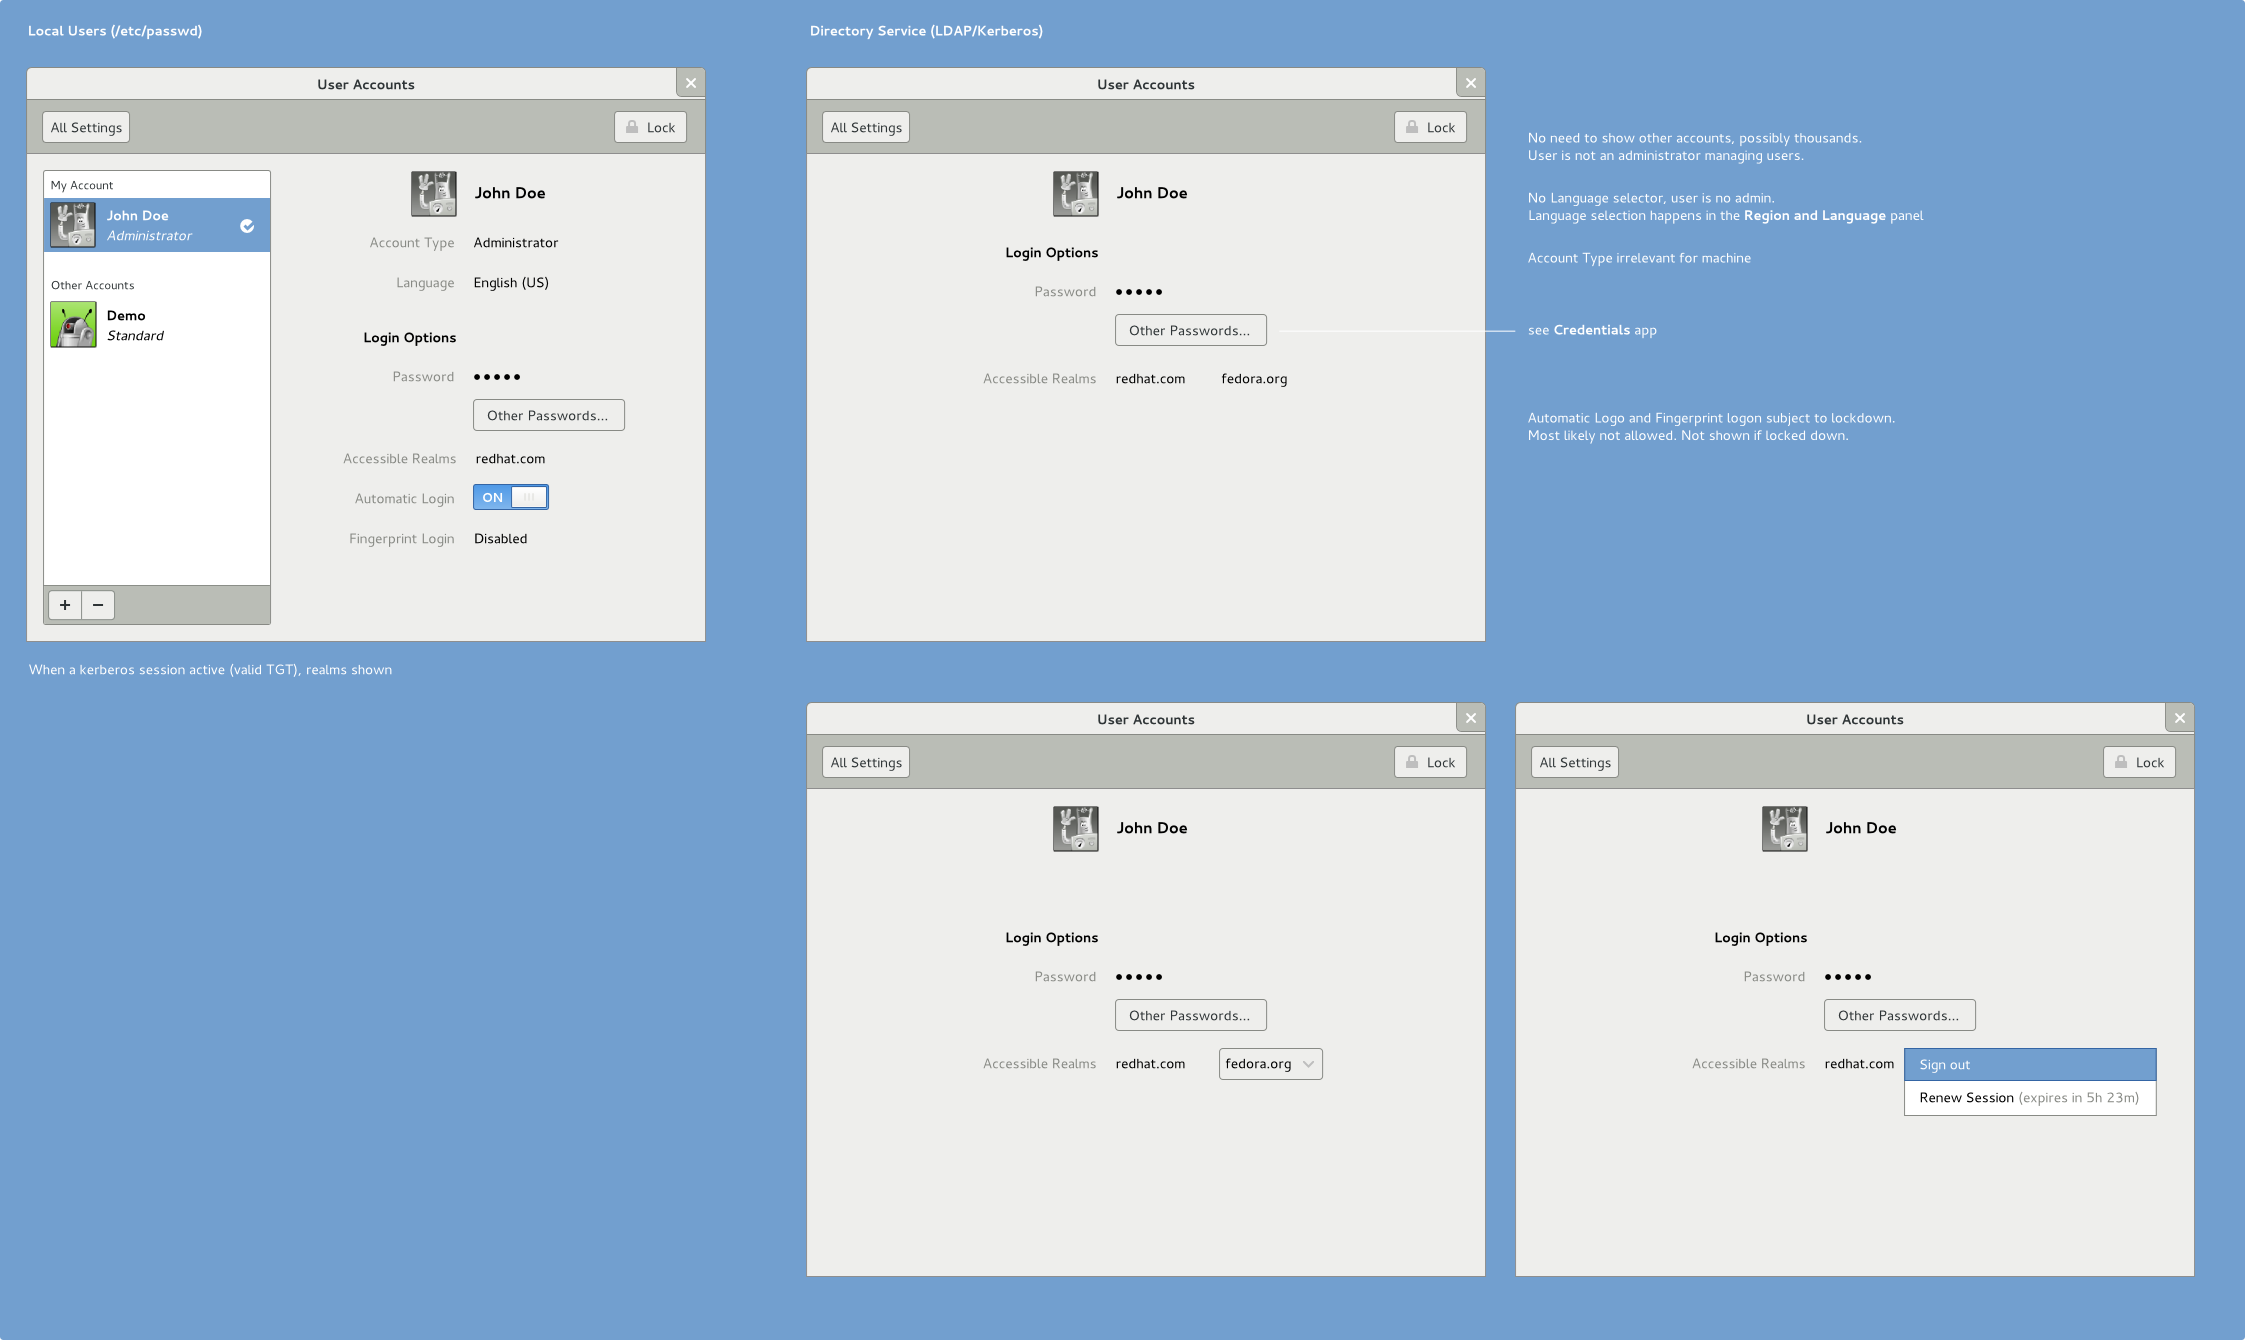 Local Users (/etc/passwd)
User Accounts
All Settings
Lock
My Account
John Doe
Administrator
Other Accounts
Demo
Standard
John Doe
Account Type Administrator
Language English (US)
Login Options
Password •••••
Other Passwords...
Accessible Realms redhat.com
Automatic Login ON
Fingerprint Login Disabled
When a kerberos session active (valid TGT), realms shown
Directory Service (LDAP/Kerberos)
User Accounts
All Settings
Lock
John Doe
Login Options
Password •••••
Other Passwords...
Accessible Realms redhat.com fedora.org
No need to show other accounts, possibly thousands.
User is not an administrator managing users.
No Language selector, user is no admin.
Language selection happens in the Region and Language panel
Account Type irrelevant for machine
see Credentials app
Automatic Logo and Fingerprint logon subject to lockdown.
Most likely not allowed. Not shown if locked down.
User Accounts
All Settings
Lock
John Doe
Login Options
Password •••••
Other Passwords...
Accessible Realms redhat.com fedora.org
User Accounts
All Settings
Lock
John Doe
Login Options
Password •••••
Other Passwords...
Accessible Realms redhat.com Sign out
Renew Session (expires in 5h 23m)